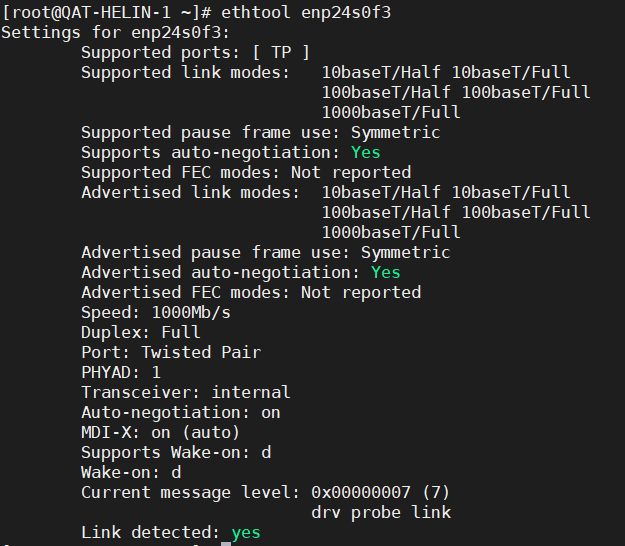 [root@QAT-HELIN-1 ~]# ethtool enp24s0f3
Settings for enp24s0f3:
Supported ports: [ TP ]
Supported link modes: 10baseT/Half 10baseT/Full
100baseT/Half 100baseT/Full
1000baseT/Full
Supported pause frame use: Symmetric
Supports auto-negotiation: Yes
Supported FEC modes: Not reported
Advertised link modes: 10baseT/Half 10baseT/Full
100baseT/Half 100baseT/Full
1000baseT/Full
Advertised pause frame use: Symmetric
Advertised auto-negotiation: Yes
Advertised FEC modes: Not reported
Speed: 1000Mb/s
Duplex: Full
Port: Twisted Pair
PHYAD: 1
Transceiver: internal
Auto-negotiation: on
MDI-X: on (auto)
Supports Wake-on: d
Wake-on: d
Current message level: 0x00000007 (7)
drv probe link
Link detected: yes